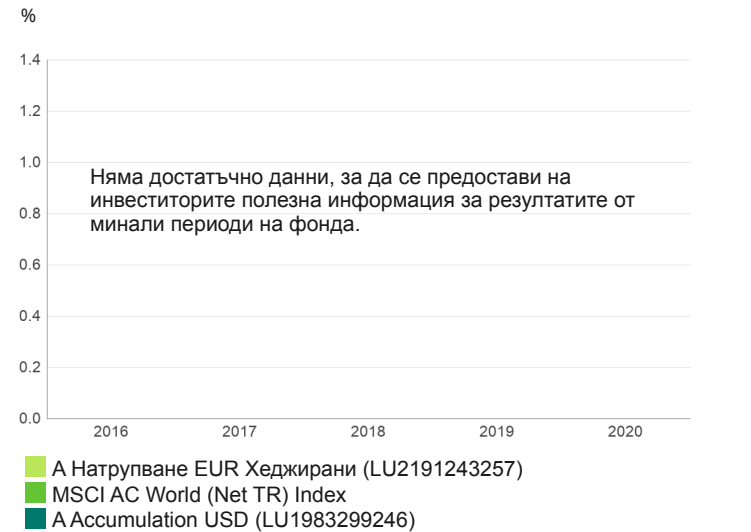 %
1.4
1.2
1.0
Няма достатъчно данни, за да се предостави на
инвеститорите полезна информация за резултатите от
0.8
минали периоди на фонда.
0.6
0.4
0.2
0.0
2016 2017 2018 2019 2020
А Натрупване EUR Хеджирани (LU2191243257)
MSCI AC World (Net TR) Index
A Accumulation USD (LU1983299246)